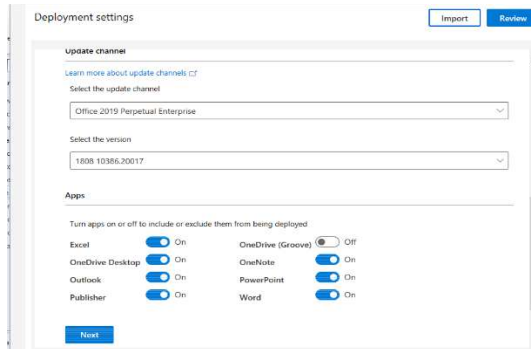 Deployment settings
Import
Review
Update channel
Learn more about update channels
Select the update channel
Office 2019 Perpetual Enterprise
Select the version
1808 10386.20017
Apps
Turn apps on or off to include or exclude them from being deployed
Excel On OneDrive (Groove) Off
OneDrive Desktop On OneNote On
Outlook On PowerPoint On
Publisher On Word On
Next